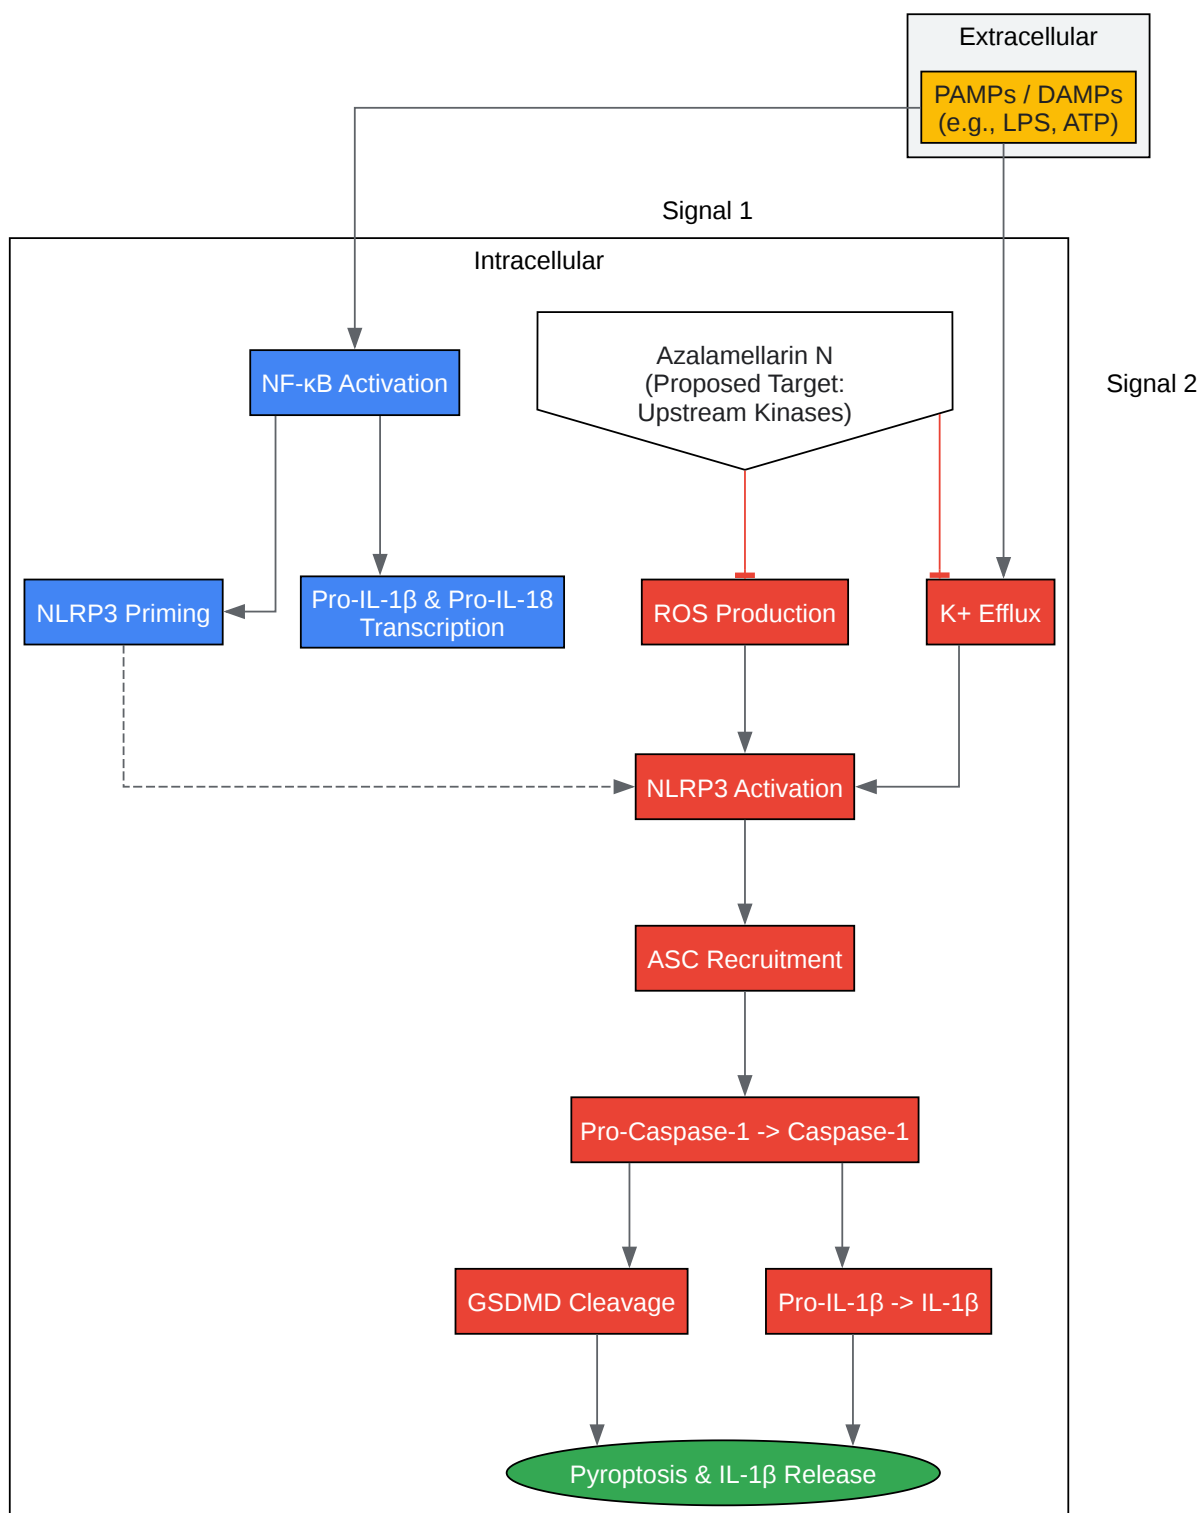 Extracellular
PAMPs / DAMPs
(e.g., LPS, ATP)
Signal 1
Intracellular
Azalamellarin N
(Proposed Target:
Upstream Kinases)
NF-κB Activation
Signal 2
NLRP3 Priming
Pro-IL-1β & Pro-IL-18
Transcription
ROS Production
K+ Efflux
NLRP3 Activation
ASC Recruitment
Pro-Caspase-1 -> Caspase-1
GSDMD Cleavage
Pro-IL-1β -> IL-1β
Pyroptosis & IL-1β Release